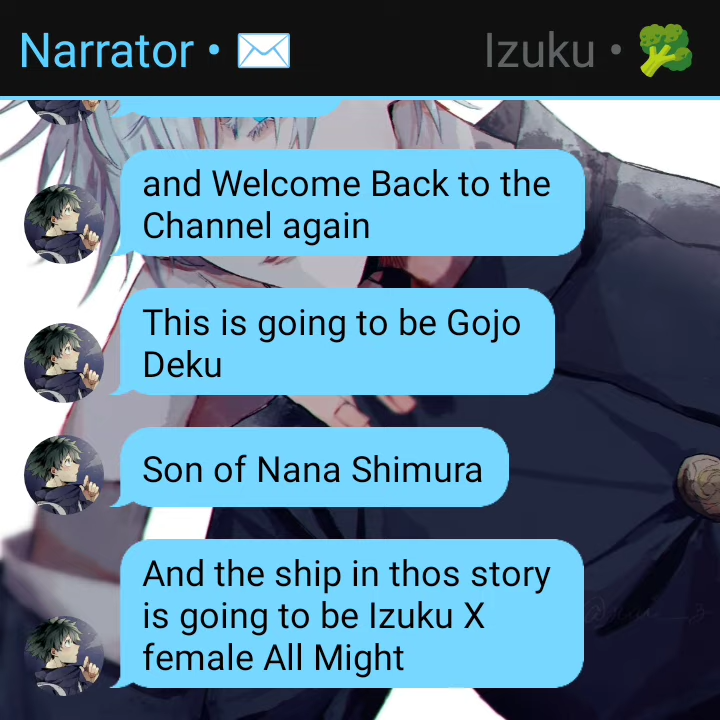 Narrator • ✉️
Izuku • 🥦
and Welcome Back to the
Channel again
This is going to be Gojo
Deku
Son of Nana Shimura
And the ship in thos story
is going to be Izuku X
female All Might